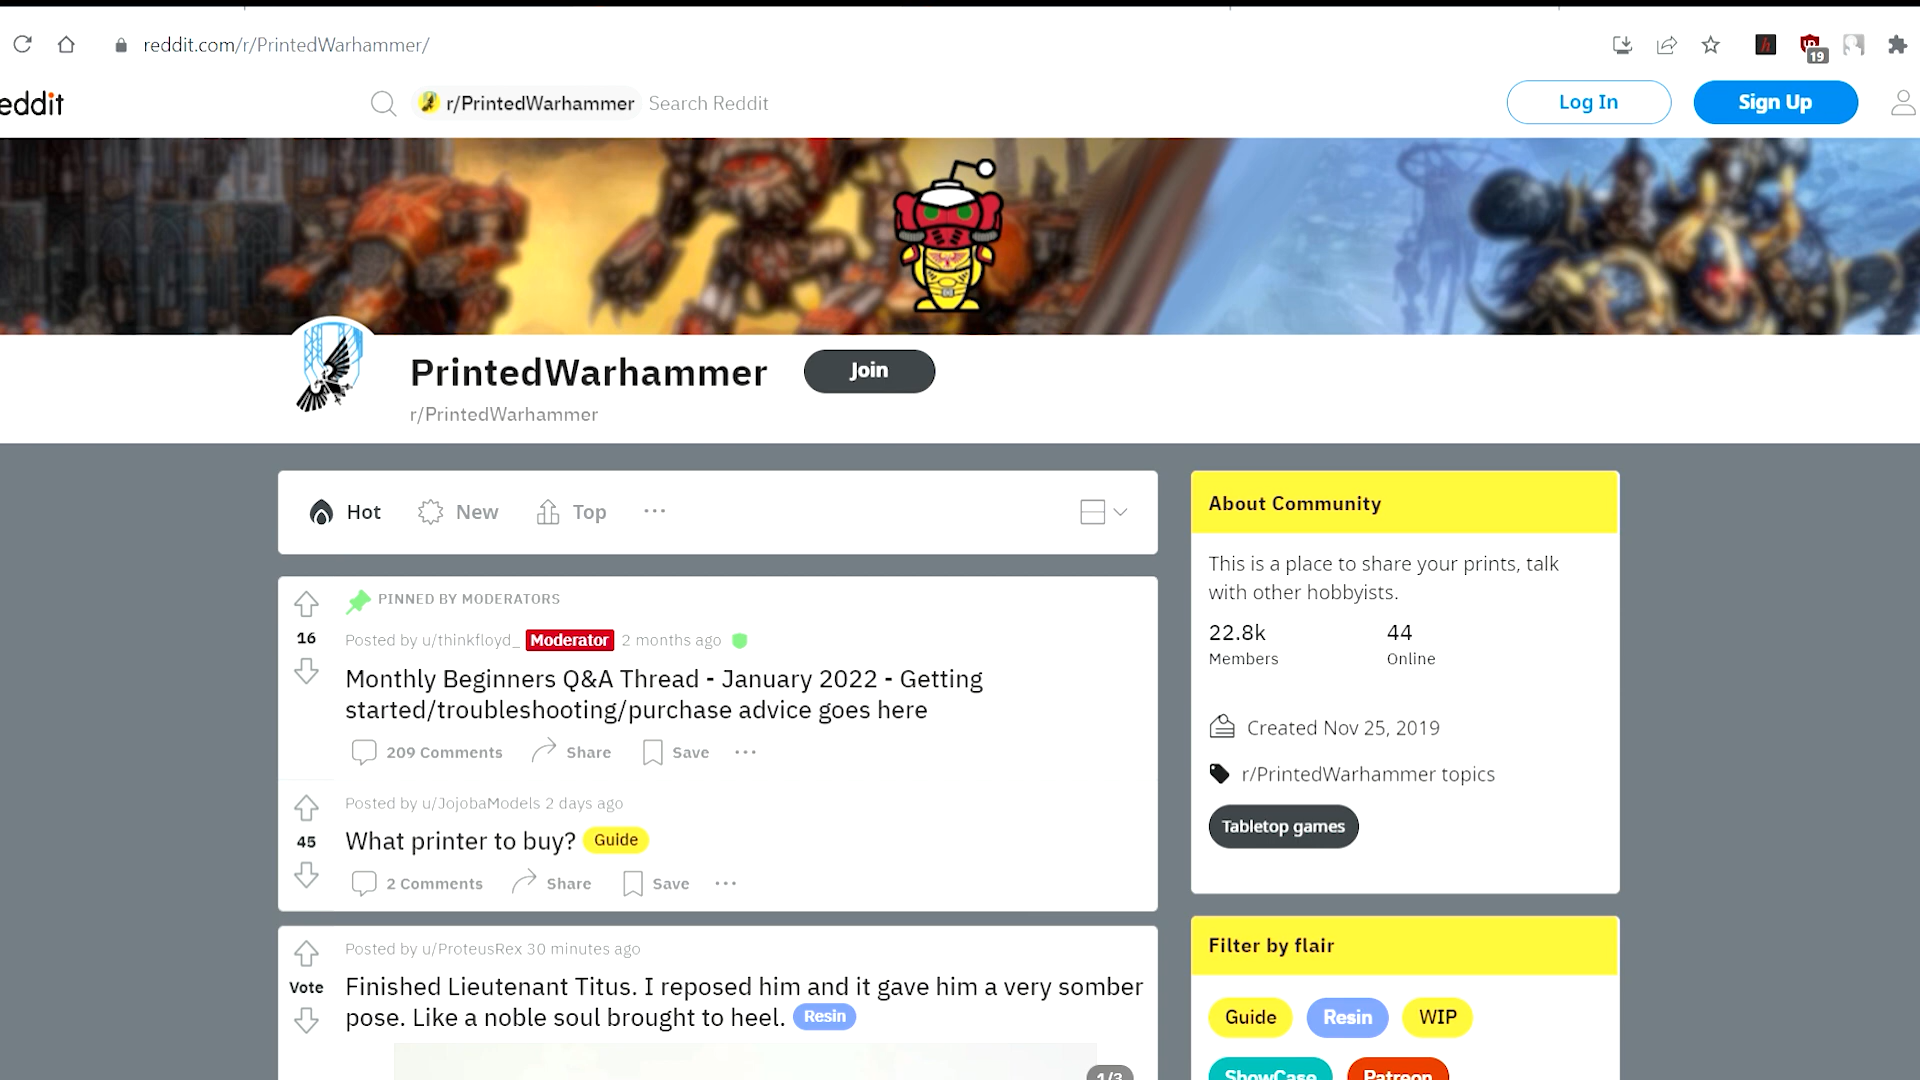 reddit.com/r/PrintedWarhammer/
19
eddit
r/PrintedWarhammer Search Reddit
Log In
Sign Up
PrintedWarhammer
Join
r/PrintedWarhammer
Hot
New
Top
PINNED BY MODERATORS
16
Posted by u/thinkfloyd_ Moderator 2 months ago
Monthly Beginners Q&A Thread - January 2022 - Getting
started/troubleshooting/purchase advice goes here
209 Comments
Share
Save
Posted by u/JojobaModels 2 days ago
45
What printer to buy? Guide
2 Comments
Share
Save
Posted by u/ProteusRex 30 minutes ago
Vote
Finished Lieutenant Titus. I reposed him and it gave him a very somber
pose. Like a noble soul brought to heel. Resin
1/3
About Community
This is a place to share your prints, talk
with other hobbyists.
22.8k
44
Members
Online
Created Nov 25, 2019
r/PrintedWarhammer topics
Tabletop games
Filter by flair
Guide
Resin
WIP
ShowCase
Patreon